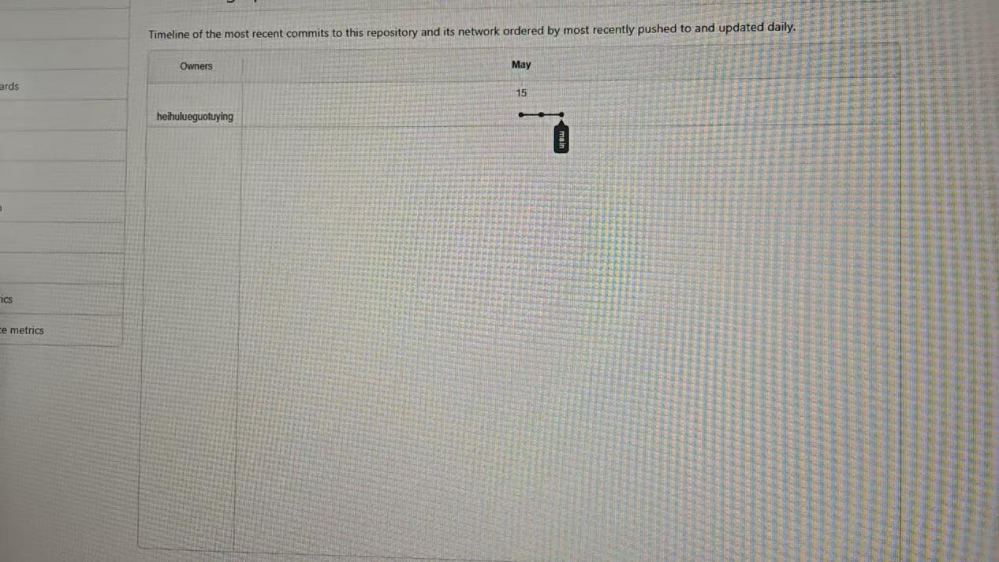 Timeline of the most recent commits to this repository and its network ordered by most recently pushed to and updated daily.
Owners
May
ards
15
heihulueguotuying
main
ce metrics